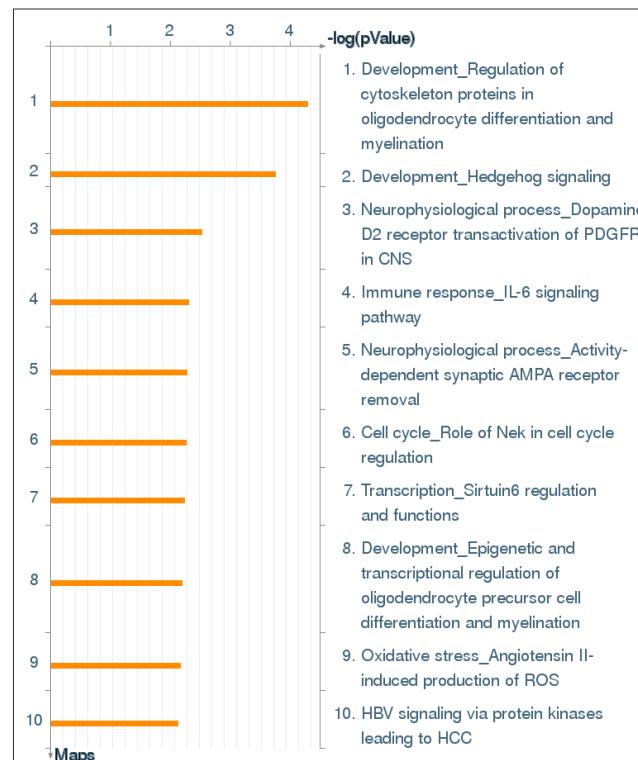 1 2 3 4
-log(pValue)
1
2
3
4
5
6
7
8
9
10
Maps
1. Development_Regulation of
cytoskeleton proteins in
oligodendrocyte differentiation and
myelination
2. Development_Hedgehog signaling
3. Neurophysiological process_Dopamine
D2 receptor transactivation of PDGFR
in CNS
4. Immune response_IL-6 signaling
pathway
5. Neurophysiological process_Activity-
dependent synaptic AMPA receptor
removal
6. Cell cycle_Role of Nek in cell cycle
regulation
7. Transcription_Sirtuin6 regulation
and functions
8. Development_Epigenetic and
transcriptional regulation of
oligodendrocyte precursor cell
differentiation and myelination
9. Oxidative stress_Angiotensin II-
induced production of ROS
10. HBV signaling via protein kinases
leading to HCC